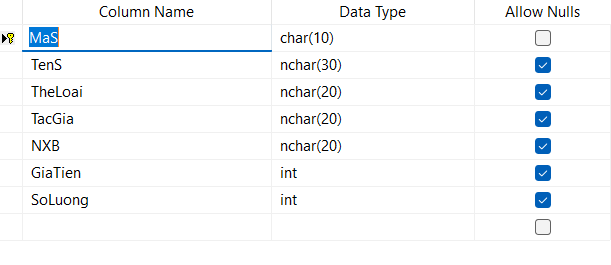 Column Name Data Type Allow Nulls
MaS char(10)
TenS nchar(30)
TheLoai nchar(20)
TacGia nchar(20)
NXB nchar(20)
GiaTien int
SoLuong int